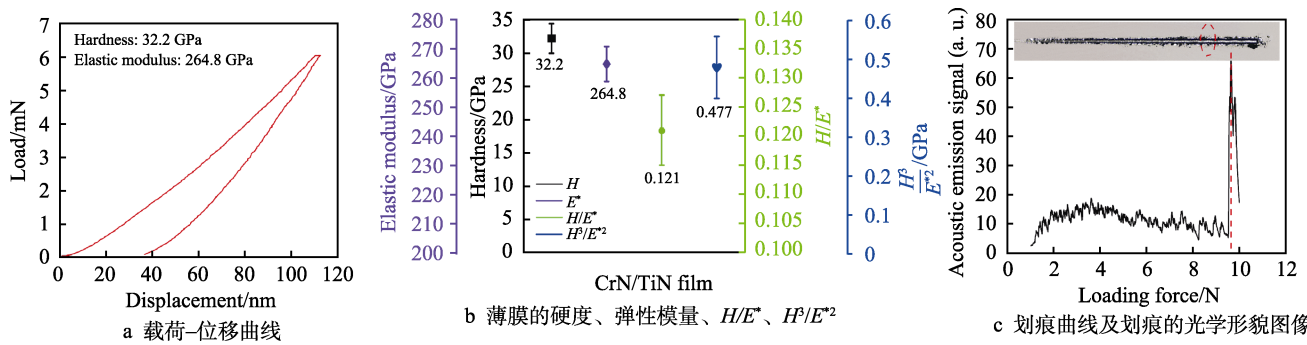 Hardness: 32.2 GPa
Elastic modulus: 264.8 GPa
Load/mN
7
6
5
4
3
2
1
0
0 20 40 60 80 100 120
Displacement/nm
a 载荷–位移曲线
Elastic modulus/GPa
280
270
260
250
240
230
220
210
200
Hardness/GPa
35
30
25
20
15
10
5
0
32.2
264.8
0.121
0.477
H
E*
H/E*
H³/E*²
CrN/TiN film
0.140
0.135
0.130
0.125
0.120
0.115
0.110
0.105
0.100
H/E*
0.6
0.5
0.4
0.3
0.2
0.1
0
H³/E*² /GPa
b 薄膜的硬度、弹性模量、H/E*、H³/E*²
Acoustic emission signal (a. u.)
80
70
60
50
40
30
20
10
0
0 2 4 6 8 10 12
Loading force/N
c 划痕曲线及划痕的光学形貌图像